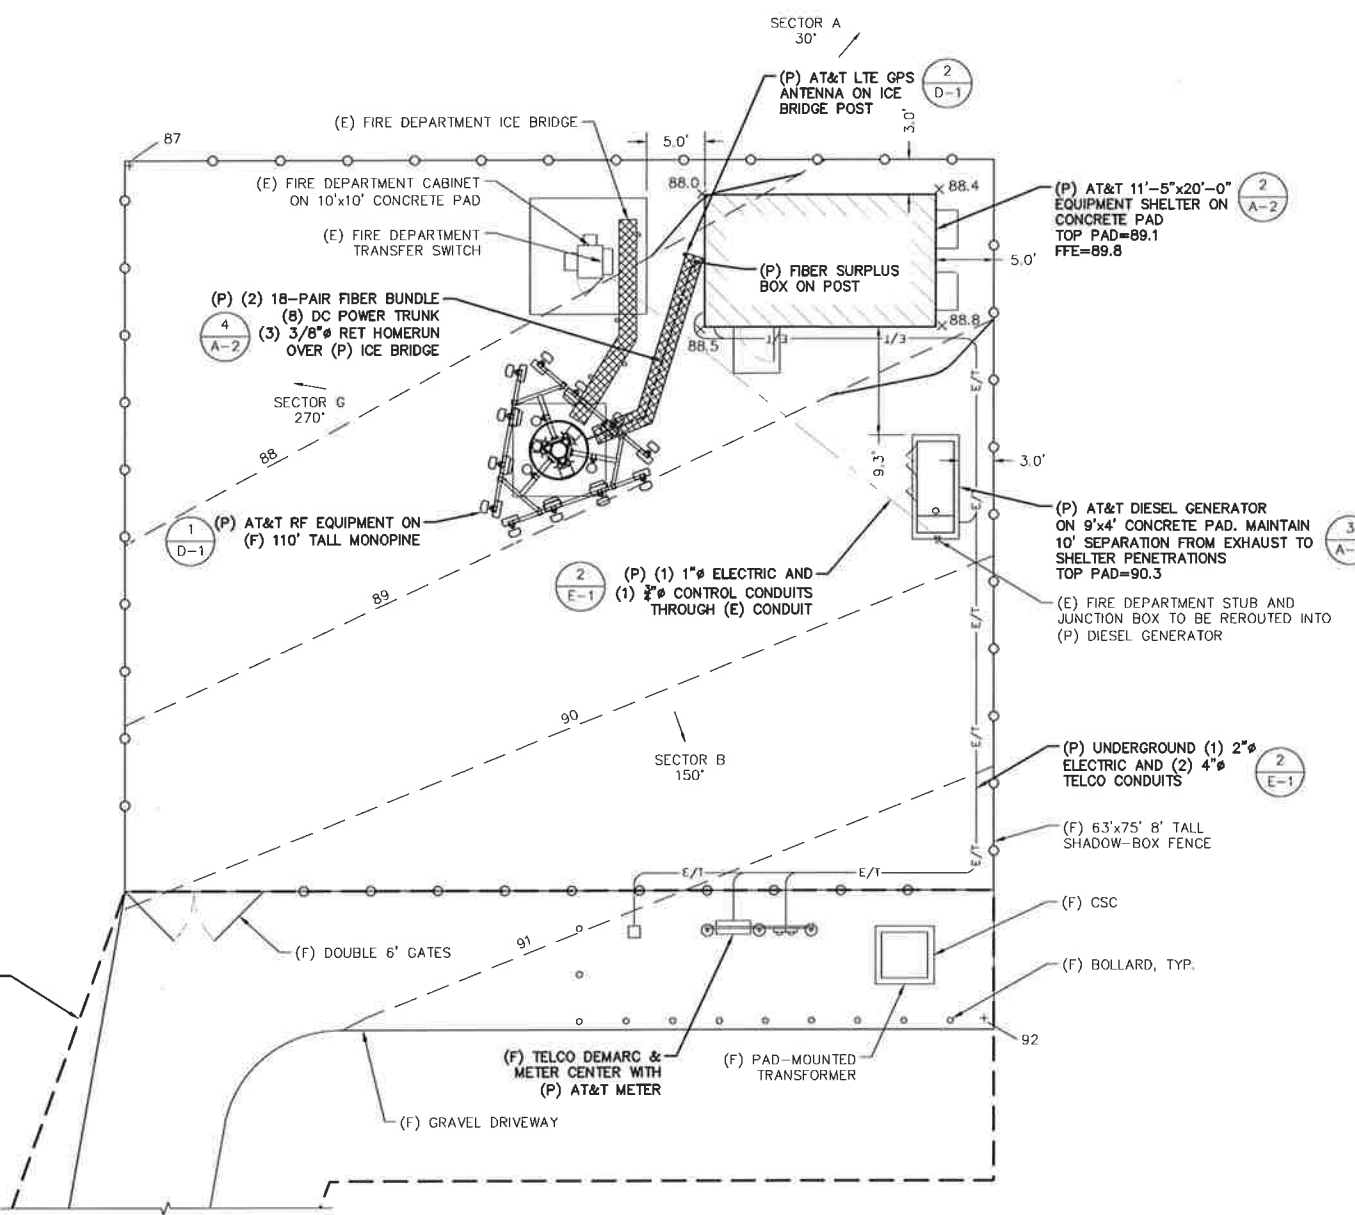 SECTOR A
30°
(P) AT&T LTE GPS
ANTENNA ON ICE
BRIDGE POST
2
D-1
(E) FIRE DEPARTMENT ICE BRIDGE
5.0'
3.0'
87
(E) FIRE DEPARTMENT CABINET
ON 10'x10' CONCRETE PAD
88.0
88.4
(P) AT&T 11'-5"x20'-0"
EQUIPMENT SHELTER ON
CONCRETE PAD
TOP PAD=89.1
FFE=89.8
2
A-2
(E) FIRE DEPARTMENT
TRANSFER SWITCH
5.0'
(P) FIBER SURPLUS
BOX ON POST
(P) (2) 18-PAIR FIBER BUNDLE
(8) DC POWER TRUNK
(3) 3/8"ø RET HOMERUN
OVER (P) ICE BRIDGE
4
A-2
88.5
88.8
E/T
E/T
E/T
SECTOR G
270°
88
9.3'
3.0'
(P) AT&T RF EQUIPMENT ON
(F) 110' TALL MONOPINE
1
D-1
(P) AT&T DIESEL GENERATOR
ON 9'x4' CONCRETE PAD. MAINTAIN
10' SEPARATION FROM EXHAUST TO
SHELTER PENETRATIONS
TOP PAD=90.3
3
A-
2
E-1
(P) (1) 1"ø ELECTRIC AND
(1) ¾"ø CONTROL CONDUITS
THROUGH (E) CONDUIT
89
(E) FIRE DEPARTMENT STUB AND
JUNCTION BOX TO BE REROUTED INTO
(P) DIESEL GENERATOR
E/T
90
SECTOR B
150°
E/T
(P) UNDERGROUND (1) 2"ø
ELECTRIC AND (2) 4"ø
TELCO CONDUITS
2
E-1
(F) 63'x75' 8' TALL
SHADOW-BOX FENCE
E/T
E/T
E/T
(F) CSC
91
(F) DOUBLE 6' GATES
(F) BOLLARD, TYP.
92
(F) TELCO DEMARC &
METER CENTER WITH
(P) AT&T METER
(F) PAD-MOUNTED
TRANSFORMER
(F) GRAVEL DRIVEWAY